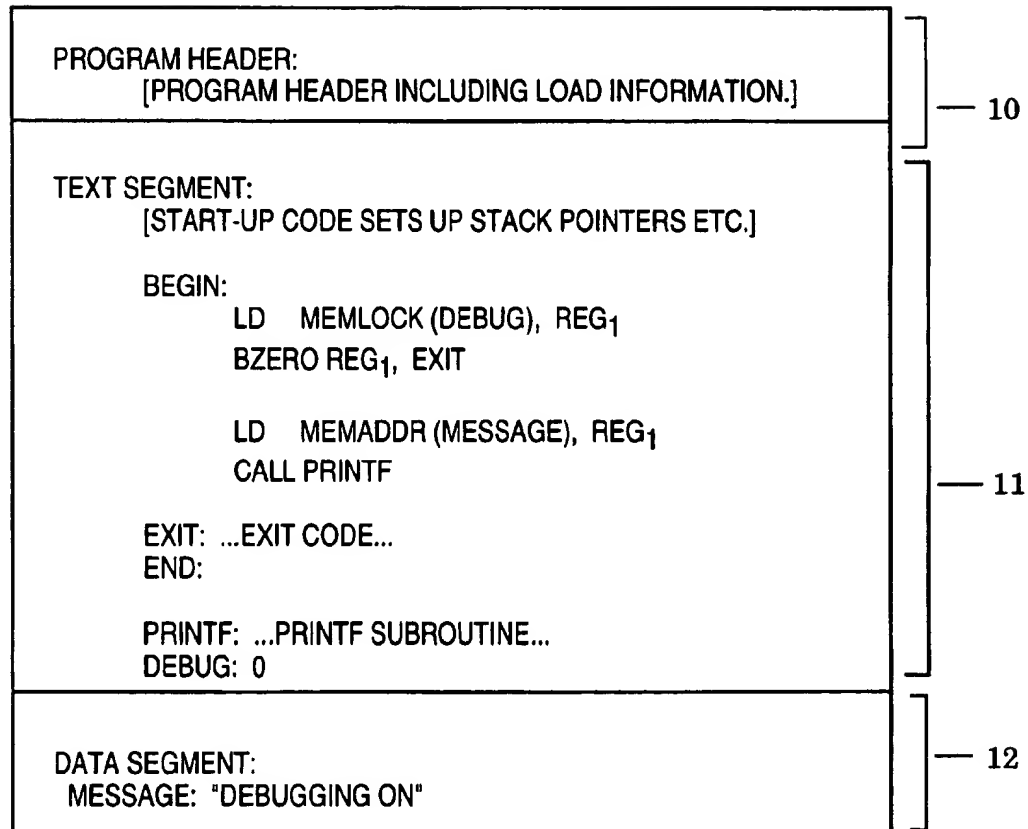 PROGRAM HEADER:
[PROGRAM HEADER INCLUDING LOAD INFORMATION.]
10
TEXT SEGMENT:
[START-UP CODE SETS UP STACK POINTERS ETC.]
BEGIN:
LD MEMLOCK (DEBUG), REG₁
BZERO REG₁, EXIT
LD MEMADDR (MESSAGE), REG₁
CALL PRINTF
11
EXIT: ...EXIT CODE...
END:
PRINTF: ...PRINTF SUBROUTINE...
DEBUG: 0
DATA SEGMENT:
12
MESSAGE: "DEBUGGING ON"